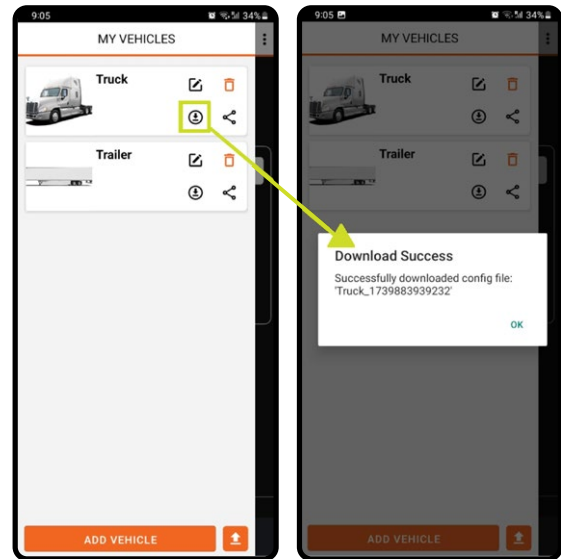 9:05
34%
MY VEHICLES
Truck
Trailer
ADD VEHICLE
9:05
34%
MY VEHICLES
Truck
Trailer
Download Success
Successfully downloaded config file:
'Truck_1739883939232'
OK
ADD VEHICLE